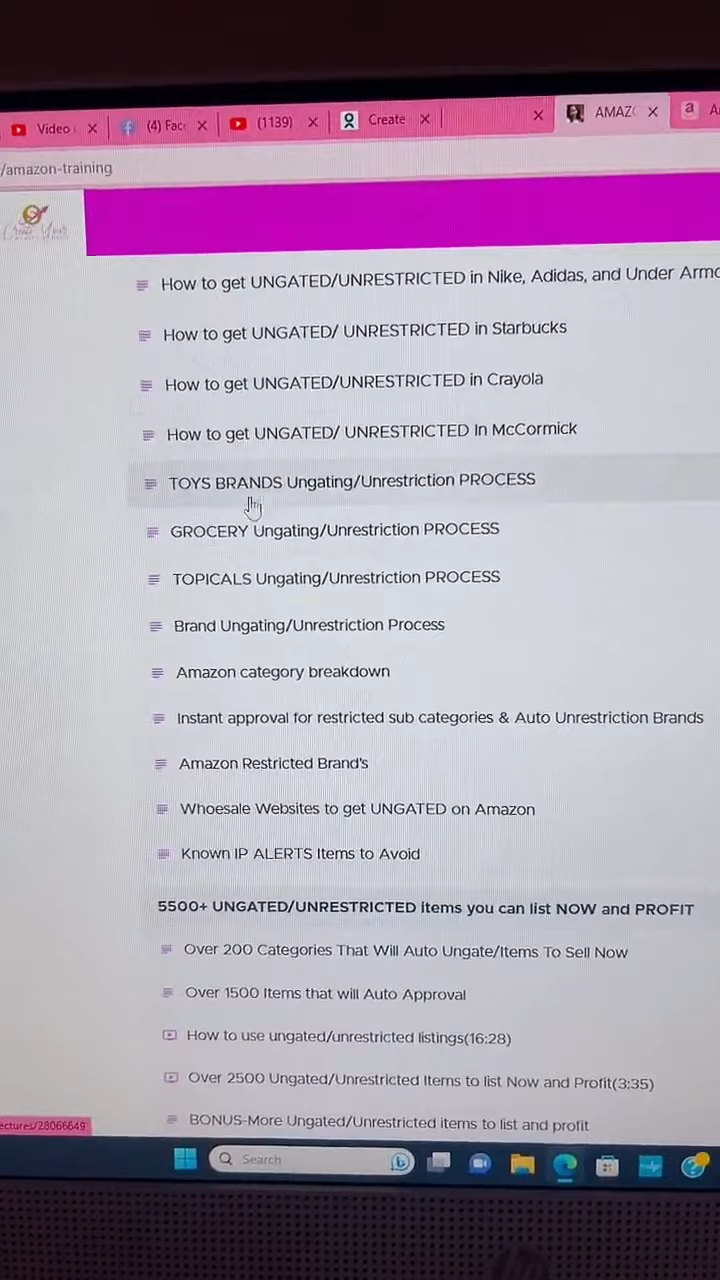 Video
(4) Fac
(1139)
Create
AMAZ
a
/amazon-training
Create Your
How to get UNGATED/UNRESTRICTED in Nike, Adidas, and Under Armo
How to get UNGATED/ UNRESTRICTED in Starbucks
How to get UNGATED/UNRESTRICTED in Crayola
How to get UNGATED/ UNRESTRICTED In McCormick
TOYS BRANDS Ungating/Unrestriction PROCESS
GROCERY Ungating/Unrestriction PROCESS
TOPICALS Ungating/Unrestriction PROCESS
Brand Ungating/Unrestriction Process
Amazon category breakdown
Instant approval for restricted sub categories & Auto Unrestriction Brands
Amazon Restricted Brand's
Whoesale Websites to get UNGATED on Amazon
Known IP ALERTS Items to Avoid
5500+ UNGATED/UNRESTRICTED items you can list NOW and PROFIT
Over 200 Categories That Will Auto Ungate/Items To Sell Now
Over 1500 Items that will Auto Approval
How to use ungated/unrestricted listings(16:28)
Over 2500 Ungated/Unrestricted Items to list Now and Profit(3:35)
BONUS-More Ungated/Unrestricted items to list and profit
ectures/28066649
Search